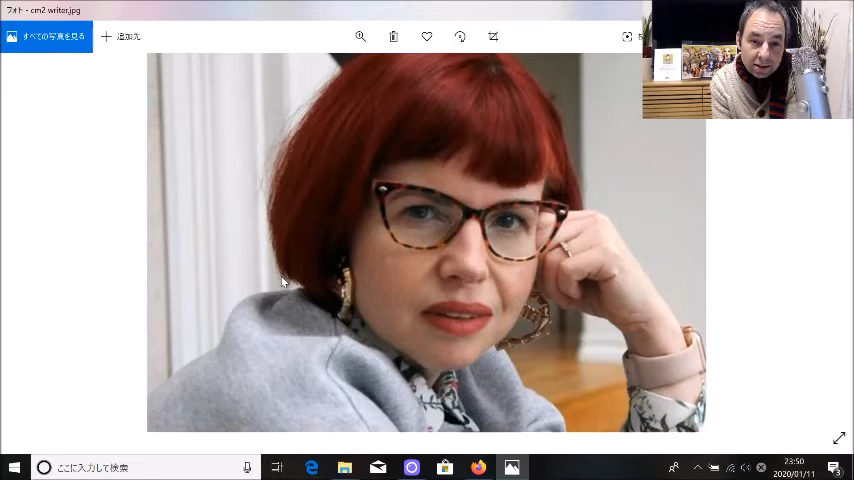 フォト - cm2 writer.jpg
すべての写真を見る
追加先
ここに入力して検索
23:50
2020/01/11
3